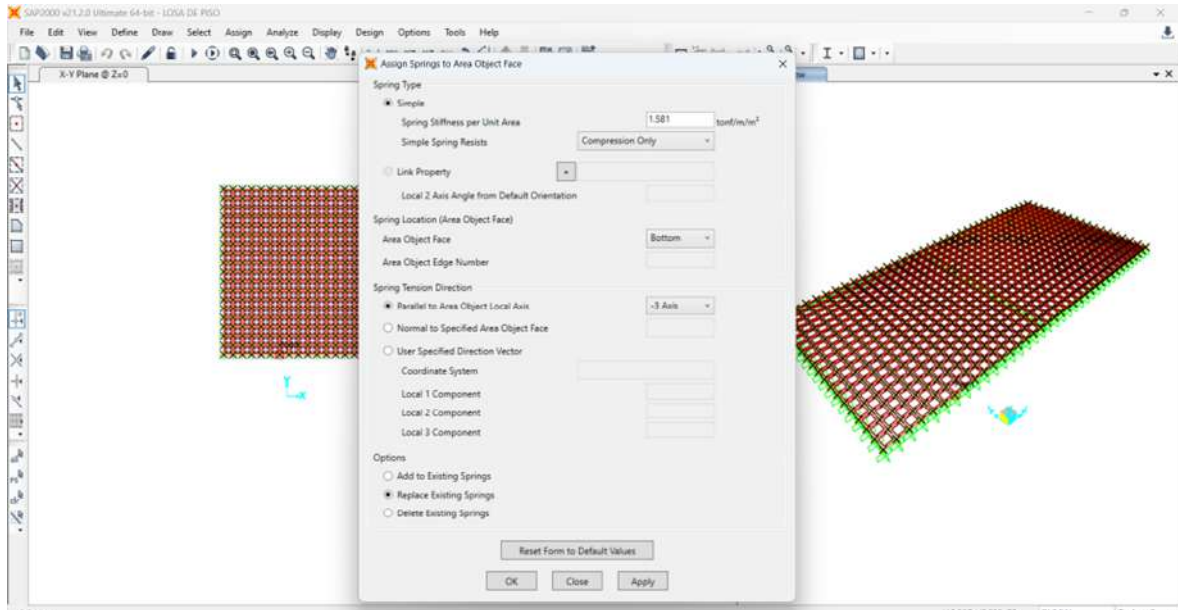 SAP2000 v21.2.0 Ultimate 64-bit - LOSA DE PISO
File Edit View Define Draw Select Assign Analyze Display Design Options Tools Help
X-Y Plane @ Z=0
Assign Springs to Area Object Face
Spring Type
Simple
Spring Stiffness per Unit Area 1.581 tonf/m/m²
Simple Spring Resists Compression Only
Link Property +
Local 2 Axis Angle from Default Orientation
Spring Location (Area Object Face)
Area Object Face Bottom
Area Object Edge Number
Spring Tension Direction
Parallel to Area Object Local Axis -3 Axis
Normal to Specified Area Object Face
User Specified Direction Vector
Coordinate System
Local 1 Component
Local 2 Component
Local 3 Component
Options
Add to Existing Springs
Replace Existing Springs
Delete Existing Springs
Reset Form to Default Values
OK Close Apply
Y
X